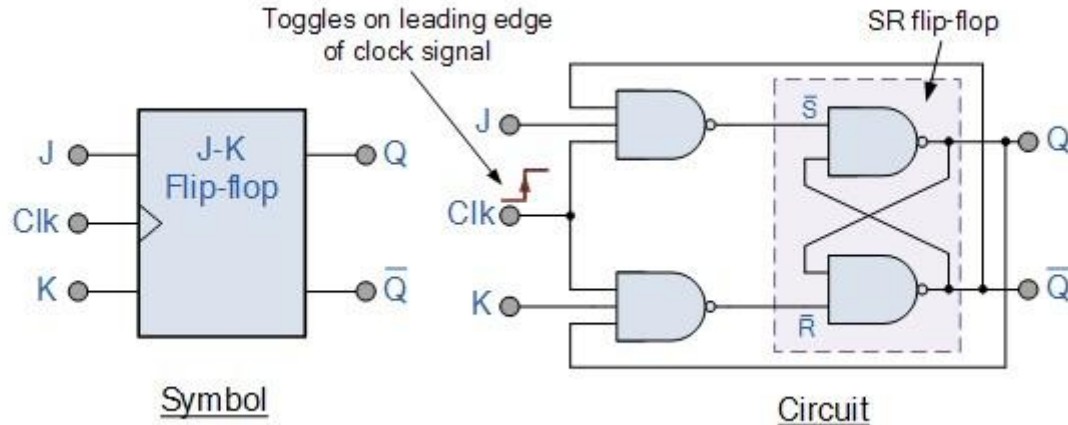 Toggles on leading edge
of clock signal
SR flip-flop
J
J-K
Flip-flop
Q
Clk
K
Q̅
Symbol
J
Clk
K
S̅
R̅
Q
Q̅
Circuit